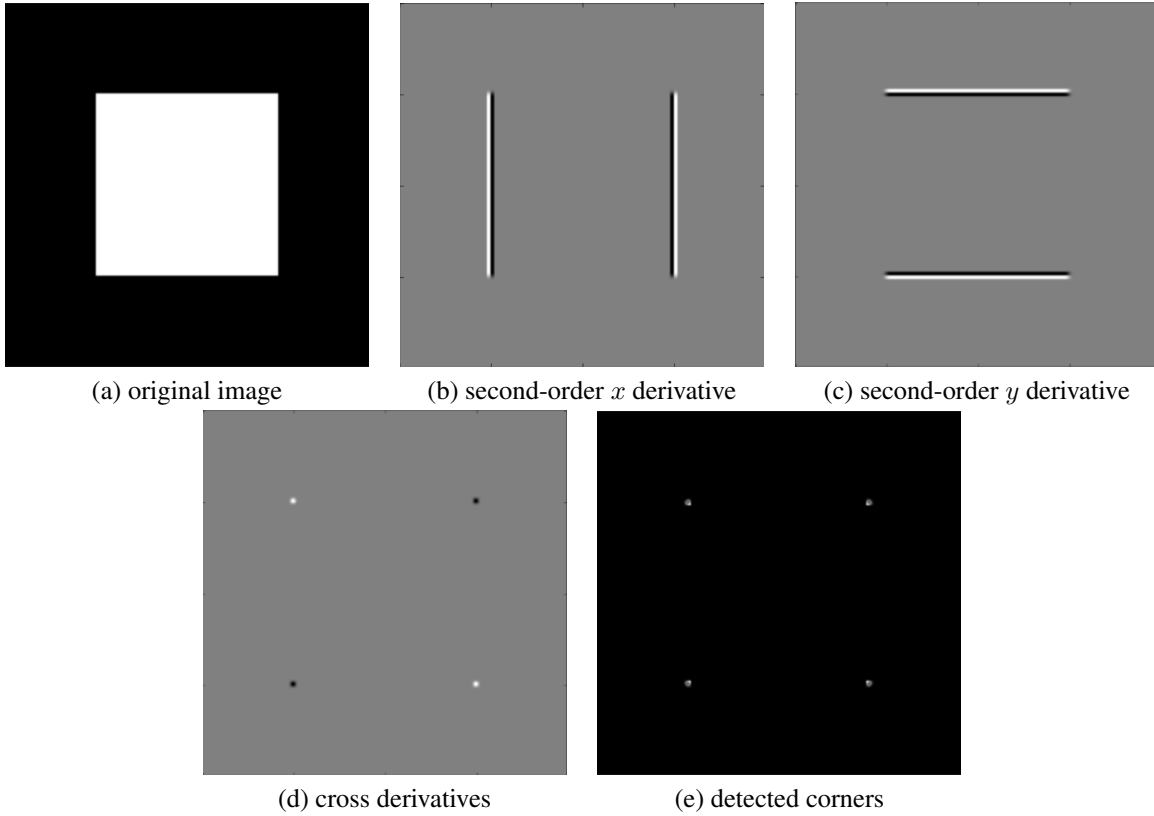 (a) original image
(b) second-order x derivative
(c) second-order y derivative
(d) cross derivatives
(e) detected corners